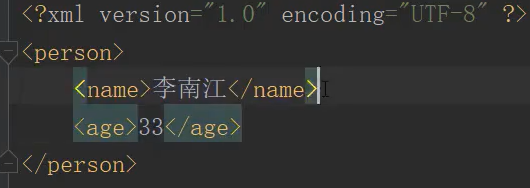 <?xml version="1.0" encoding="UTF-8" ?>
<person>
<name>李南江</name>
<age>33</age>
</person>